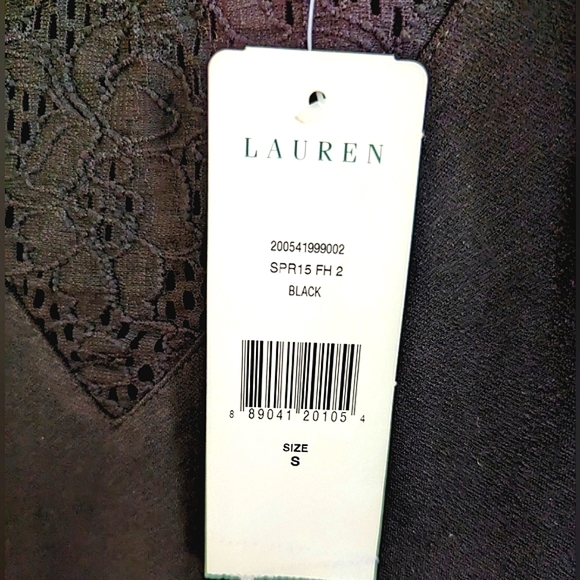 LAUREN
200541999002
SPR15 FH 2
BLACK
8 89041 20105 4
SIZE
S